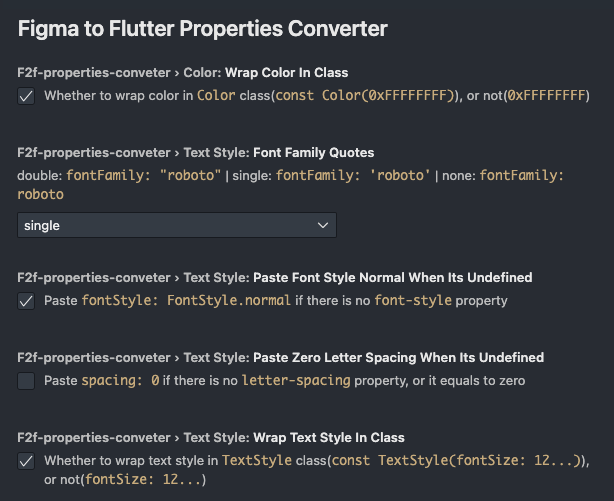 Figma to Flutter Properties Converter
F2f-properties-conveter › Color: Wrap Color In Class
Whether to wrap color in Color class(const Color(0xFFFFFFFF)), or not(0xFFFFFFFF)
F2f-properties-conveter › Text Style: Font Family Quotes
double: fontFamily: "roboto" | single: fontFamily: 'roboto' | none: fontFamily:
roboto
single
F2f-properties-conveter › Text Style: Paste Font Style Normal When Its Undefined
Paste fontStyle: FontStyle.normal if there is no font-style property
F2f-properties-conveter › Text Style: Paste Zero Letter Spacing When Its Undefined
Paste spacing: 0 if there is no letter-spacing property, or it equals to zero
F2f-properties-conveter › Text Style: Wrap Text Style In Class
Whether to wrap text style in TextStyle class(const TextStyle(fontSize: 12...)),
or not(fontSize: 12...)